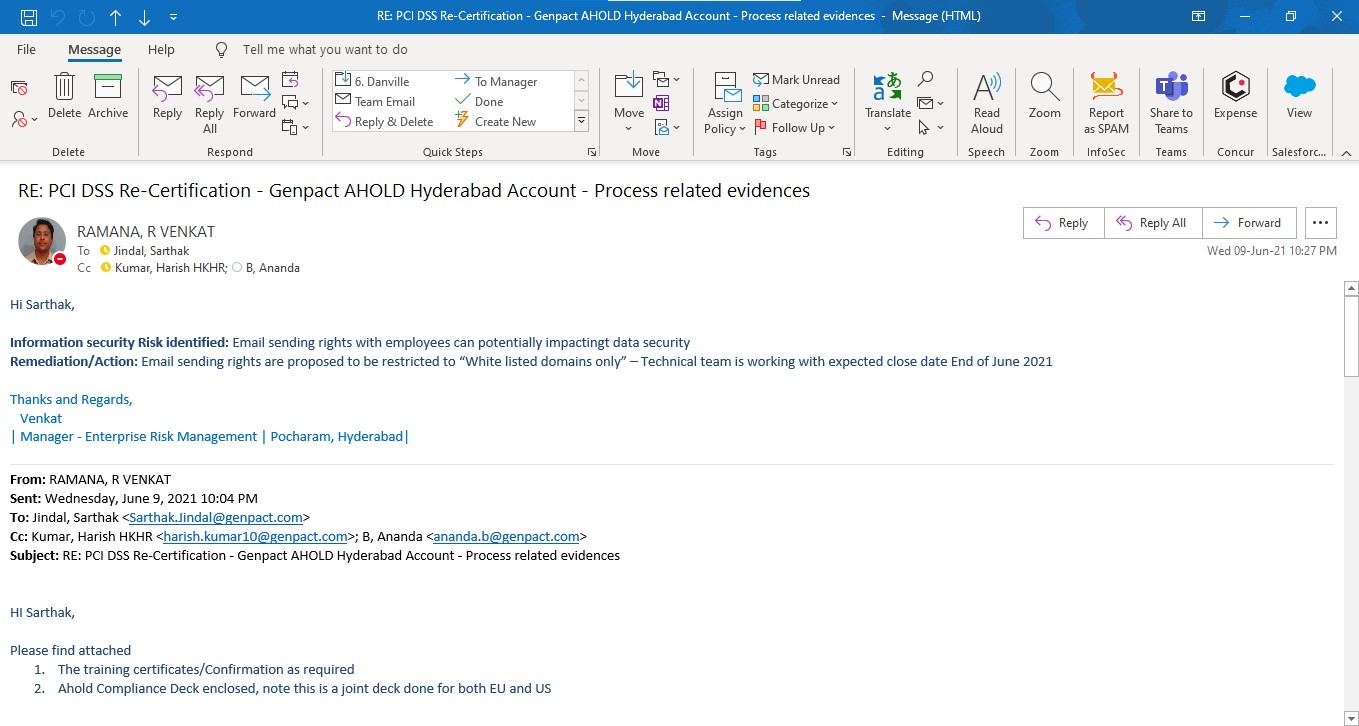 RE: PCI DSS Re-Certification - Genpact AHOLD Hyderabad Account - Process related evidences - Message (HTML)
File Message Help Tell me what you want to do
6. Danville To Manager Mark Unread
Team Email Done Categorize
Delete Archive Reply Reply All Forward Reply & Delete Create New Move Assign Policy Follow Up Translate Read Aloud Zoom Report as SPAM Share to Teams Expense View
Delete Respond Quick Steps Move Tags Editing Speech Zoom InfoSec Teams Concur Salesforc...
RE: PCI DSS Re-Certification - Genpact AHOLD Hyderabad Account - Process related evidences
RAMANA, R VENKAT
To Jindal, Sarthak
Cc Kumar, Harish HKHR; B, Ananda
Reply Reply All Forward
Wed 09-Jun-21 10:27 PM
Hi Sarthak,
Information security Risk identified: Email sending rights with employees can potentially impactingt data security
Remediation/Action: Email sending rights are proposed to be restricted to “White listed domains only” – Technical team is working with expected close date End of June 2021
Thanks and Regards,
Venkat
| Manager - Enterprise Risk Management | Pocharam, Hyderabad|
From: RAMANA, R VENKAT
Sent: Wednesday, June 9, 2021 10:04 PM
To: Jindal, Sarthak <Sarthak.Jindal@genpact.com>
Cc: Kumar, Harish HKHR <harish.kumar10@genpact.com>; B, Ananda <ananda.b@genpact.com>
Subject: RE: PCI DSS Re-Certification - Genpact AHOLD Hyderabad Account - Process related evidences
HI Sarthak,
Please find attached
1. The training certificates/Confirmation as required
2. Ahold Compliance Deck enclosed, note this is a joint deck done for both EU and US